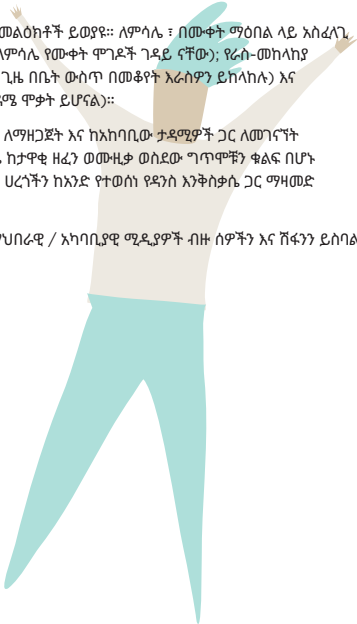 መልዕክቶች ይወያዩ። ለምሳሌ ፣ በሙቀት ማዕበል ላይ አስፈላጊ
ለምሳሌ የሙቀት ሞገዶች ገዳይ ናቸው); የራስ-መከላከያ
ጊዜ በቤት ውስጥ በመቆየት እራስዎን ይከላከሉ) እና
ዳሜ ሞቃት ይሆናል)።
ለማዘጋጀት እና ከአከባቢው ታዳሚዎች ጋር ለመገናኘት
ከታዋቂ ዘፈን ወሙዚቃ ወስደው ግጥሞቹን ቁልፍ በሆኑ
ሀረጎችን ከአንድ የተወሰነ የዳንስ እንቅስቃሴ ጋር ማዛመድ
ህበራዊ / አካባቢያዊ ሚዲያዎች ብዙ ሰዎችን እና ሽፋንን ይስባል